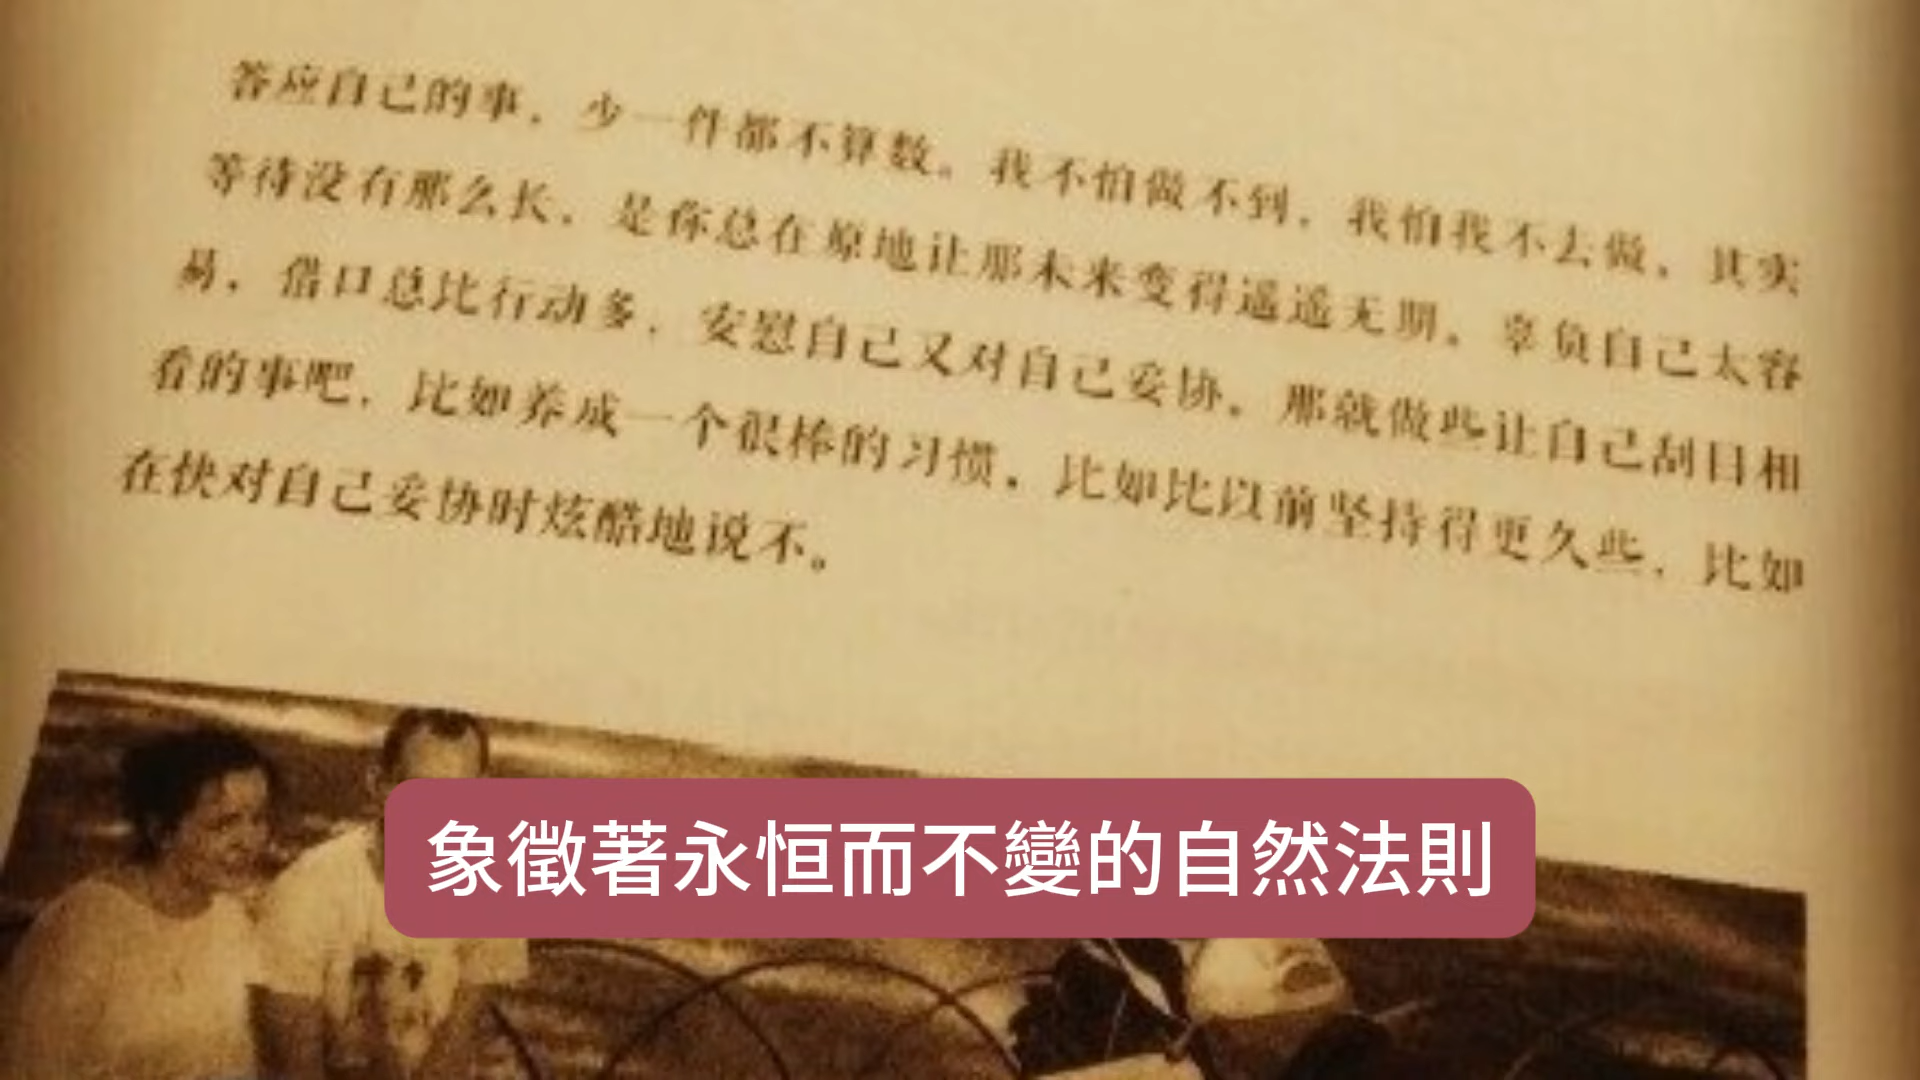 答应自己的事，少一件都不算数。我不怕做不到，我怕我不去做，其实
等待没有那么长，是你总在原地让那未来变得遥遥无期。辜负自己太容
易，借口总比行动多，安慰自己又对自己妥协。那就做些让自己刮目相
看的事吧，比如养成一个很棒的习惯。比如比以前坚持得更久些，比如
在快对自己妥协时炫酷地说不。
象徵著永恒而不變的自然法則